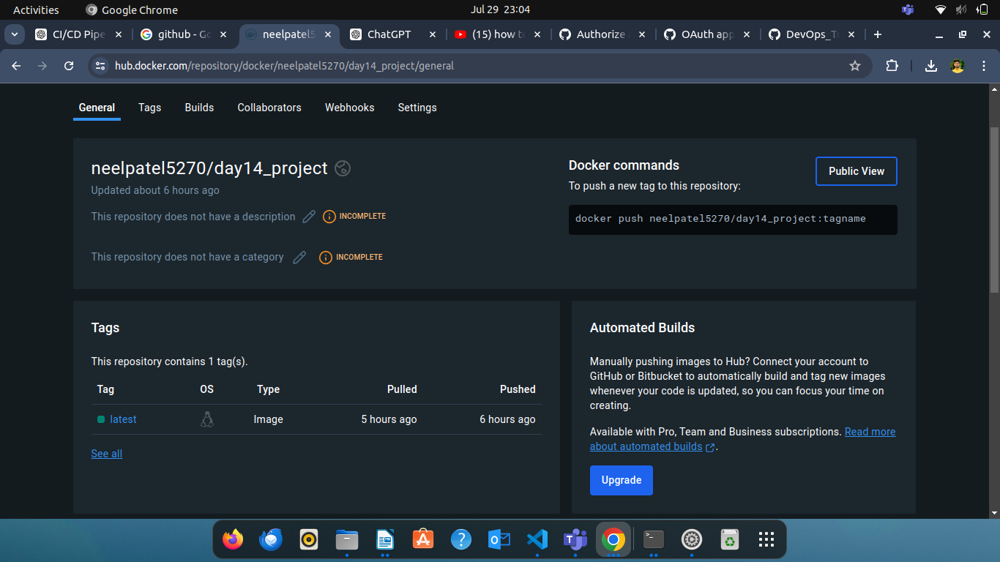 Activities
Google Chrome
Jul 29 23:04
CI/CD Pipe
github - Go
neelpatel5
ChatGPT
(15) how to
Authorize
OAuth app
DevOps_Tr
hub.docker.com/repository/docker/neelpatel5270/day14_project/general
General
Tags
Builds
Collaborators
Webhooks
Settings
neelpatel5270/day14_project
Updated about 6 hours ago
This repository does not have a description
INCOMPLETE
This repository does not have a category
INCOMPLETE
Docker commands
Public View
To push a new tag to this repository:
docker push neelpatel5270/day14_project:tagname
Tags
This repository contains 1 tag(s).
Tag OS Type Pulled Pushed
latest Image 5 hours ago 6 hours ago
See all
Automated Builds
Manually pushing images to Hub? Connect your account to
GitHub or Bitbucket to automatically build and tag new images
whenever your code is updated, so you can focus your time on
creating.
Available with Pro, Team and Business subscriptions. Read more
about automated builds .
Upgrade